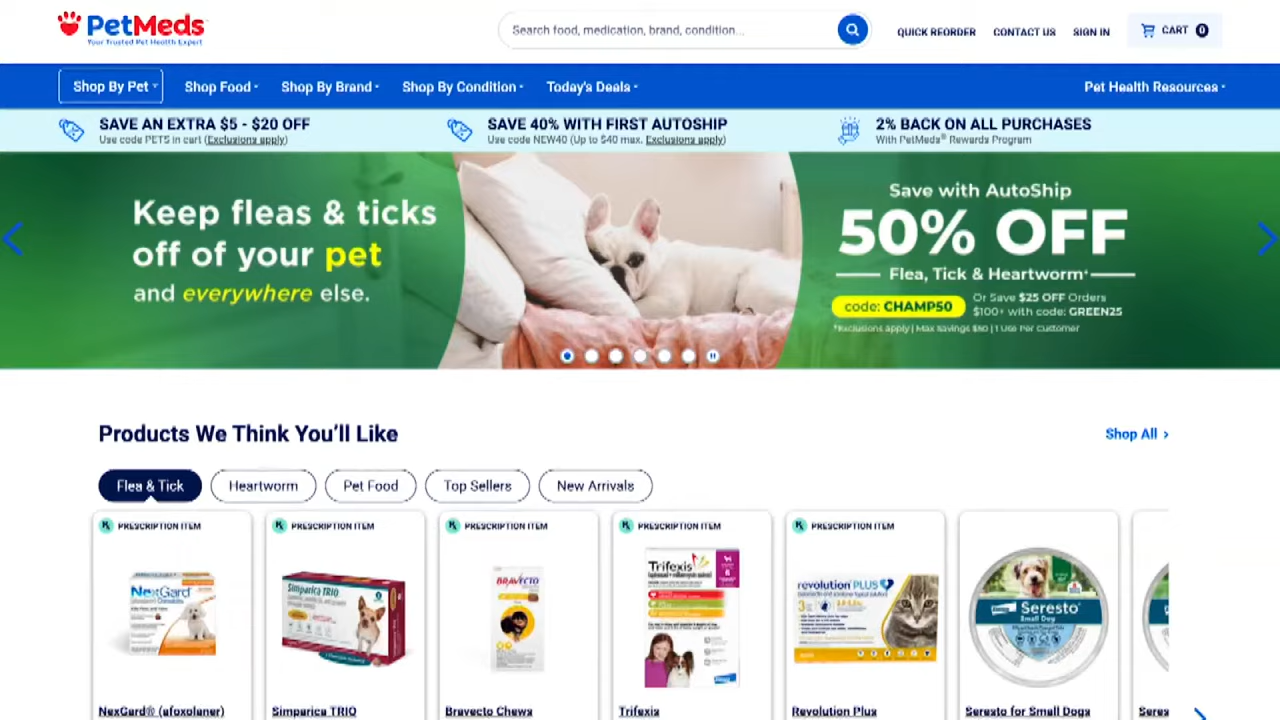 PetMeds
Your Trusted Pet Health Expert
Search food, medication, brand, condition...
QUICK REORDER
CONTACT US
SIGN IN
CART 0
Shop By Pet
Shop Food
Shop By Brand
Shop By Condition
Today's Deals
Pet Health Resources
SAVE AN EXTRA $5 - $20 OFF
Use code PET5 in cart (Exclusions apply)
SAVE 40% WITH FIRST AUTOSHIP
Use code NEW40 (Up to $40 max. Exclusions apply)
2% BACK ON ALL PURCHASES
With PetMeds® Rewards Program
Keep fleas & ticks
off of your pet
and everywhere else.
Save with AutoShip
50% OFF
Flea, Tick & Heartworm*
code: CHAMP50
Or Save $25 OFF Orders
$100+ with code: GREEN25
*Exclusions apply | Max Savings $50 | 1 Use Per Customer
Products We Think You'll Like
Shop All >
Flea & Tick
Heartworm
Pet Food
Top Sellers
New Arrivals
PRESCRIPTION ITEM
PRESCRIPTION ITEM
PRESCRIPTION ITEM
PRESCRIPTION ITEM
PRESCRIPTION ITEM
NexGard
Simparica TRIO
BRAVECTO
Trifexis
revolution PLUS
Seresto
Small Dog
NexGard® (afoxolaner)
Simparica TRIO
Bravecto Chews
Trifexis
Revolution Plus
Seresto for Small Dogs
Seres